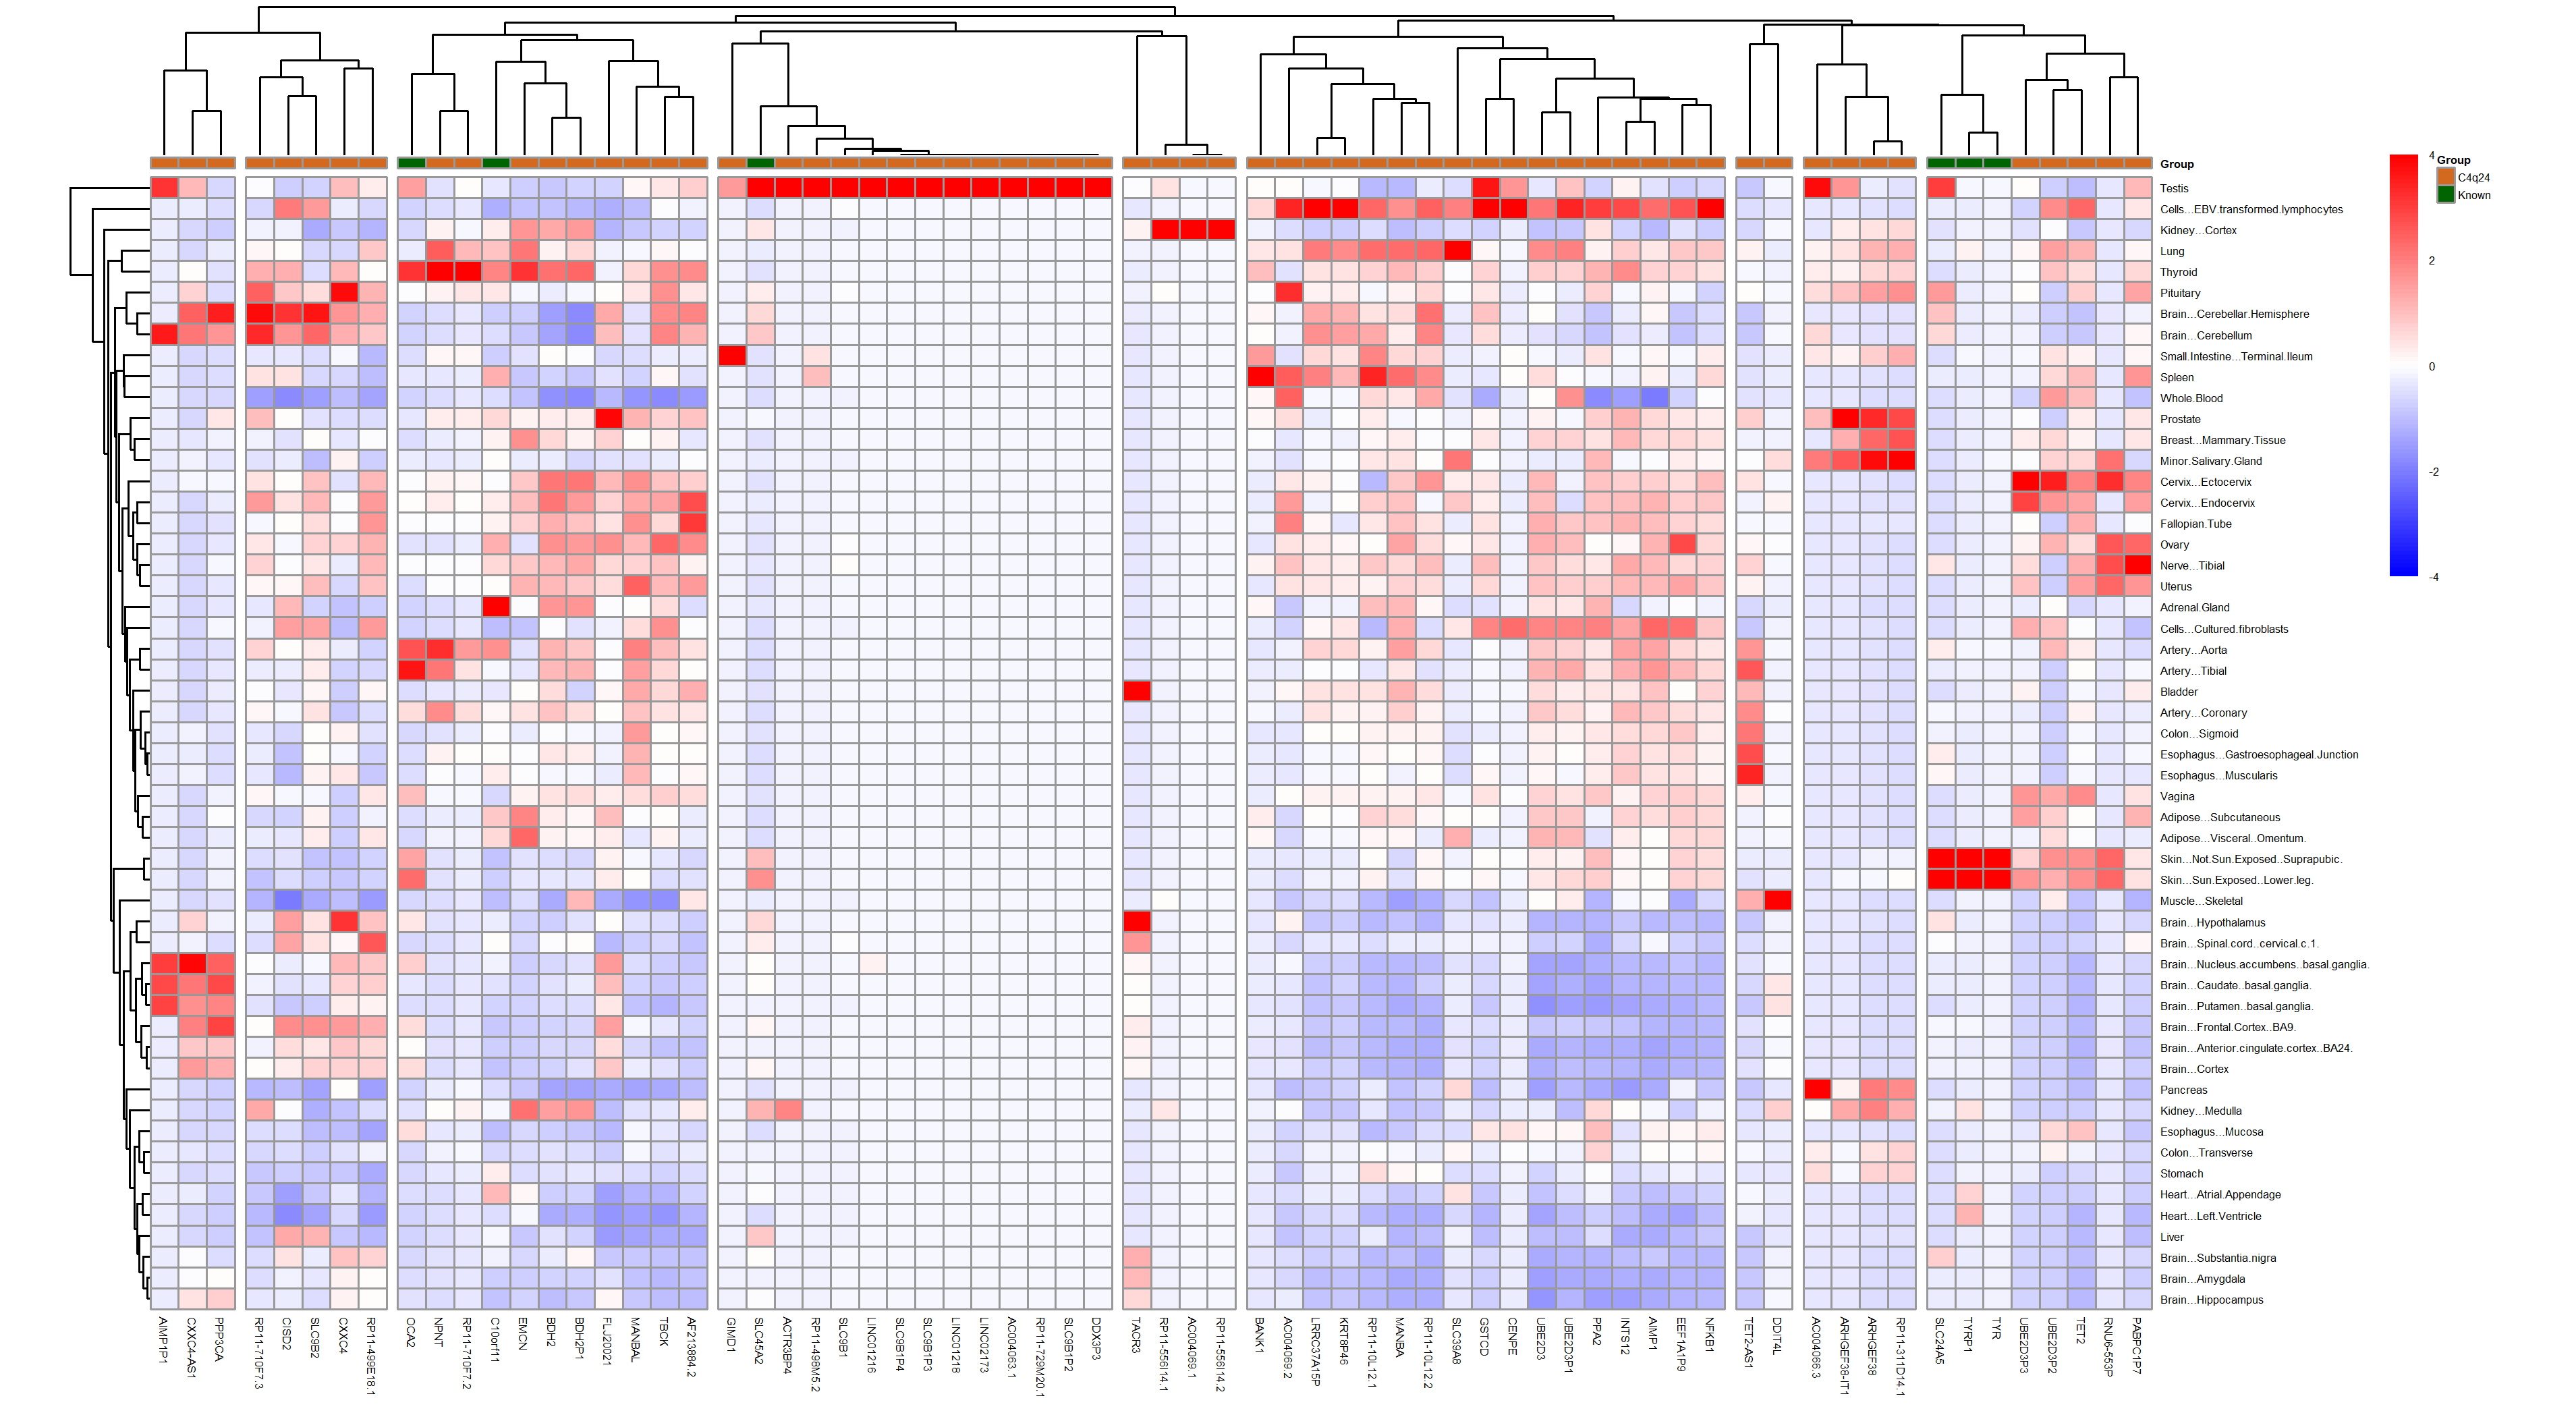 Group
Testis
Cells...EBV.transformed.lymphocytes
Kidney...Cortex
Lung
Thyroid
Pituitary
Brain...Cerebellar.Hemisphere
Brain...Cerebellum
Small.Intestine...Terminal.Ileum
Spleen
Whole.Blood
Prostate
Breast...Mammary.Tissue
Minor.Salivary.Gland
Cervix...Ectocervix
Cervix...Endocervix
Fallopian.Tube
Ovary
Nerve...Tibial
Uterus
Adrenal.Gland
Cells...Cultured.fibroblasts
Artery...Aorta
Artery...Tibial
Bladder
Artery...Coronary
Colon...Sigmoid
Esophagus...Gastroesophageal.Junction
Esophagus...Muscularis
Vagina
Adipose...Subcutaneous
Adipose...Visceral..Omentum.
Skin...Not.Sun.Exposed..Suprapubic.
Skin...Sun.Exposed..Lower.leg.
Muscle...Skeletal
Brain...Hypothalamus
Brain...Spinal.cord..cervical.c.1.
Brain...Nucleus.accumbens..basal.ganglia.
Brain...Caudate..basal.ganglia.
Brain...Putamen..basal.ganglia.
Brain...Frontal.Cortex..BA9.
Brain...Anterior.cingulate.cortex..BA24.
Brain...Cortex
Pancreas
Kidney...Medulla
Esophagus...Mucosa
Colon...Transverse
Stomach
Heart...Atrial.Appendage
Heart...Left.Ventricle
Liver
Brain...Substantia.nigra
Brain...Amygdala
Brain...Hippocampus
4
2
0
-2
-4
Group
C4q24
Known
AIMP1P1
CXXC4-AS1
PPP3CA
RP11-710F7.3
CISD2
SLC9B2
CXXC4
RP11-499E18.1
OCA2
NPNT
RP11-710F7.2
C10orf11
EMCN
BDH2
BDH2P1
FLJ20021
MANBAL
TBCK
AF213884.2
GIMD1
SLC45A2
ACTR3BP4
RP11-498M5.2
SLC9B1
LINC01216
SLC9B1P4
SLC9B1P3
LINC01218
LINC02173
AC004063.1
RP11-729M20.1
SLC9B1P2
DDX3P3
TACR3
RP11-556I14.1
AC004069.1
RP11-556I14.2
BANK1
AC004069.2
LRRC37A15P
KRT8P46
RP11-10L12.1
MANBA
RP11-10L12.2
SLC39A8
GSTCD
CENPE
UBE2D3
UBE2D3P1
PPA2
INTS12
AIMP1
EEF1A1P9
NFKB1
TET2-AS1
DDIT4L
AC004066.3
ARHGEF38-IT1
ARHGEF38
RP11-311D14.1
SLC24A5
TYRP1
TYR
UBE2D3P3
UBE2D3P2
TET2
RNU6-553P
PABPC1P7